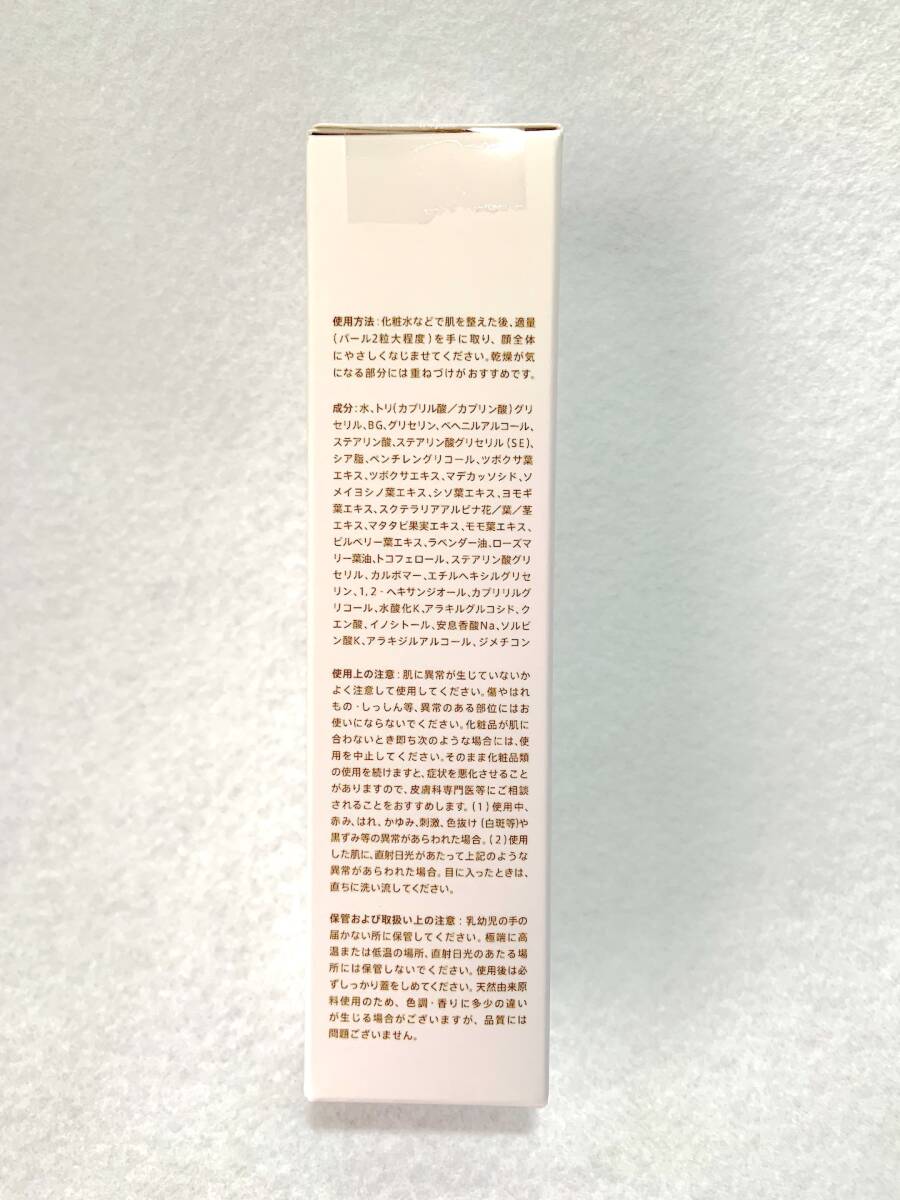 使用方法:化粧水などで肌を整えた後、適量
(パール2粒大程度)を手に取り、顔全体
にやさしくなじませてください。乾燥が気
になる部分には重ねづけがおすすめです。
成分:水、トリ(カプリル酸／カプリン酸)グリ
セリル、BG、グリセリン、ベヘニルアルコール、
ステアリン酸、ステアリン酸グリセリル(SE)、
シア脂、ペンチレングリコール、ツボクサ葉
エキス、ツボクサエキス、マデカッソシド、ソ
メイヨシノ葉エキス、シソ葉エキス、ヨモギ
葉エキス、スクテラリアアルピナ花／葉／茎
エキス、マタタビ果実エキス、モモ葉エキス、
ビルベリー葉エキス、ラベンダー油、ローズマ
リー葉油、トコフェロール、ステアリン酸グリ
セリル、カルボマー、エチルヘキシルグリセ
リン、1,2-ヘキサンジオール、カプリリルグ
リコール、水酸化K、アラキルグルコシド、ク
エン酸、イノシトール、安息香酸Na、ソルビ
ン酸K、アラキジルアルコール、ジメチコン
使用上の注意:肌に異常が生じていないか
よく注意して使用してください。傷やはれ
もの・しっしん等、異常のある部位にはお
使いにならないでください。化粧品が肌に
合わないとき即ち次のような場合には、使
用を中止してください。そのまま化粧品類
の使用を続けますと、症状を悪化させること
がありますので、皮膚科専門医等にご相談
されることをおすすめします。(1)使用中、
赤み、はれ、かゆみ、刺激、色抜け(白斑等)や
黒ずみ等の異常があらわれた場合。(2)使用
した肌に、直射日光があたって上記のような
異常があらわれた場合。目に入ったときは、
直ちに洗い流してください。
保管および取扱い上の注意:乳幼児の手の
届かない所に保管してください。極端に高
温または低温の場所、直射日光のあたる場
所には保管しないでください。使用後は必
ずしっかり蓋をしめてください。天然由来原
料使用のため、色調・香りに多少の違い
が生じる場合がございますが、品質には
問題ございません。